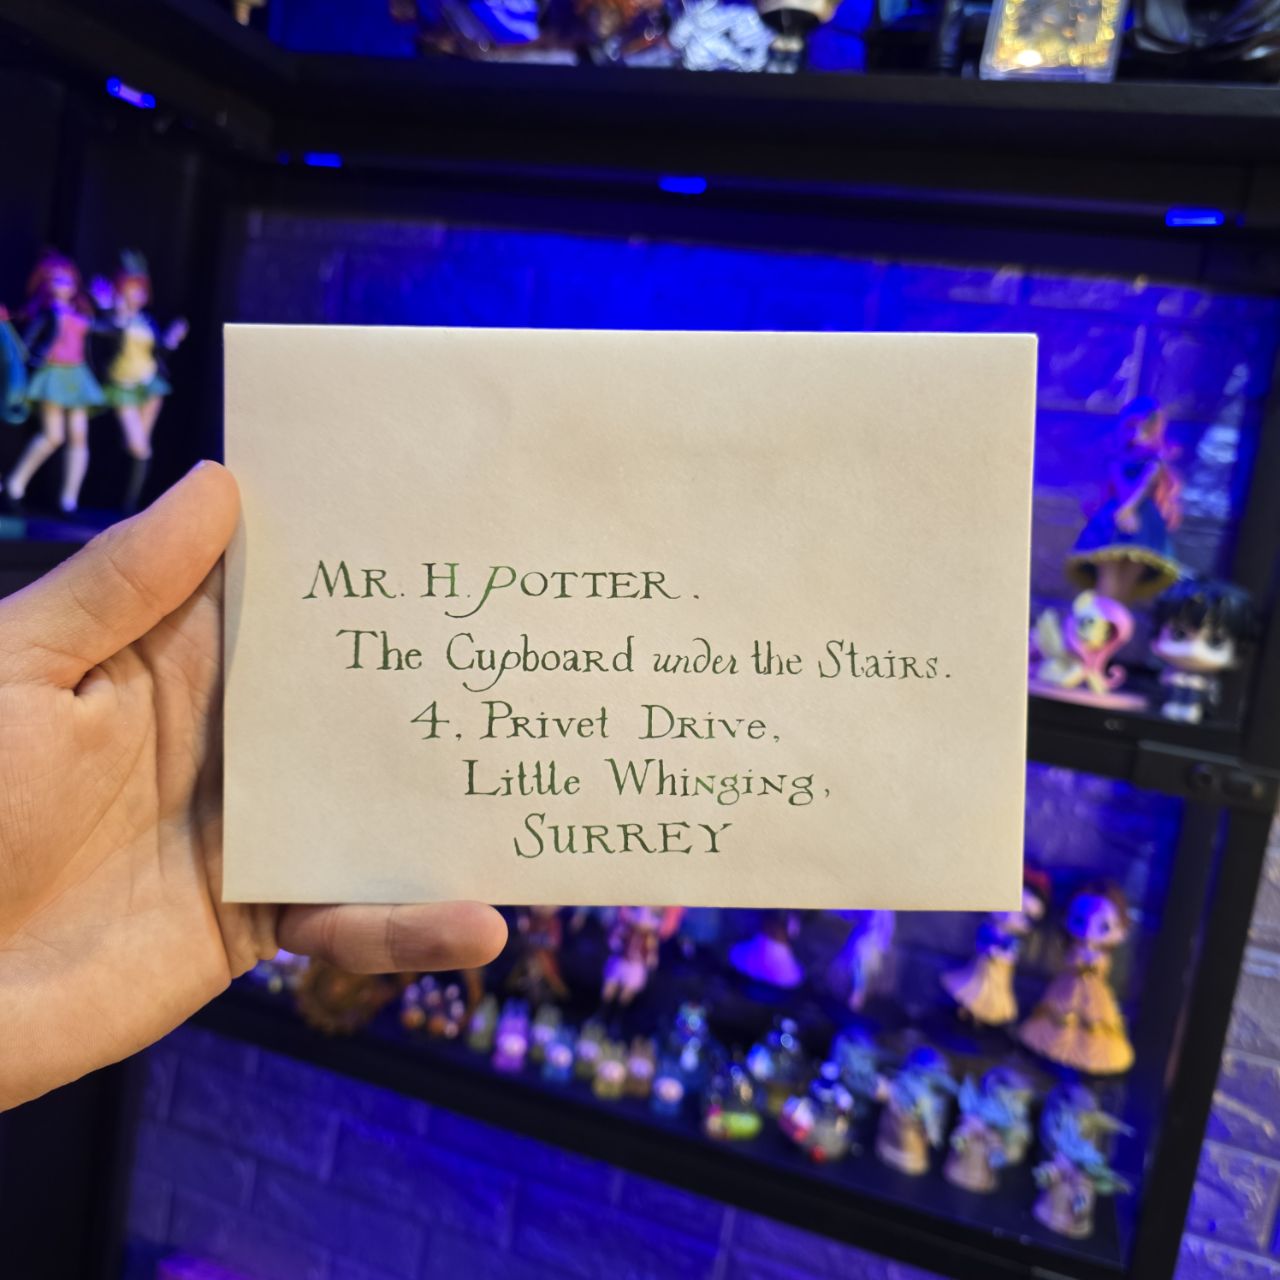 MR. H. POTTER.
The Cupboard under the Stairs.
4, Privet Drive,
Little Whinging,
SURREY